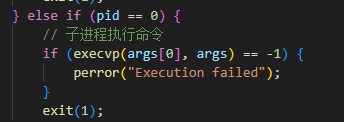 } else if (pid == 0) {
// 子进程执行命令
if (execvp(args[0], args) == -1) {
perror("Execution failed");
}
exit(1);